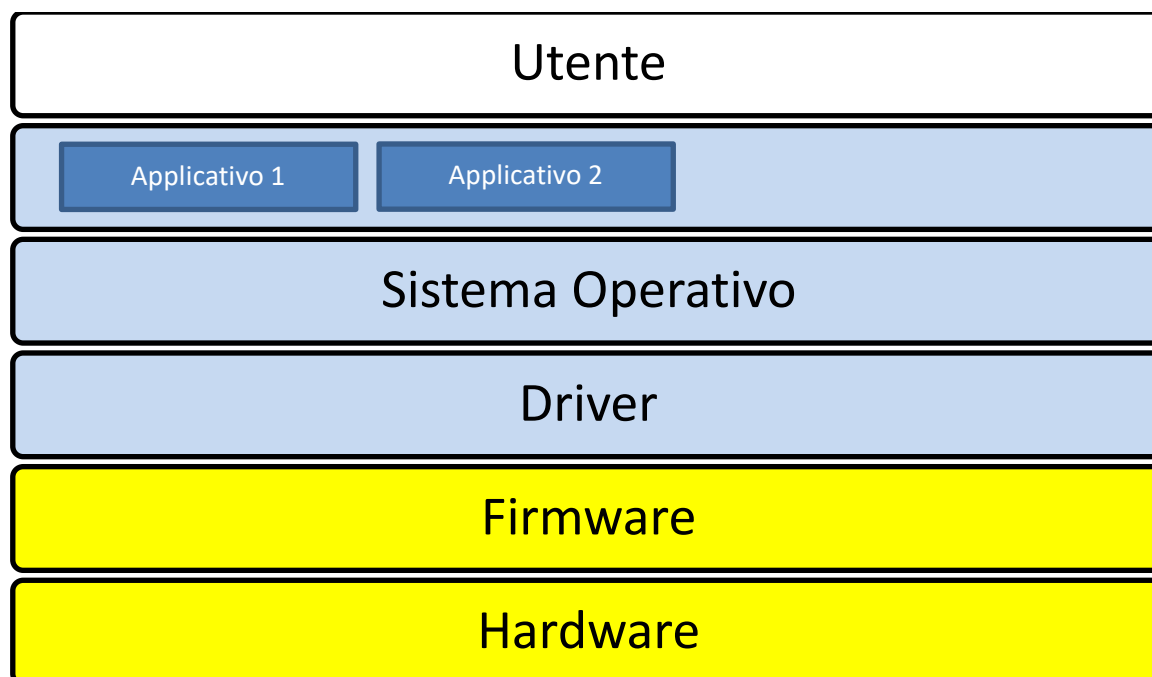 Utente
Applicativo 1
Applicativo 2
Sistema Operativo
Driver
Firmware
Hardware